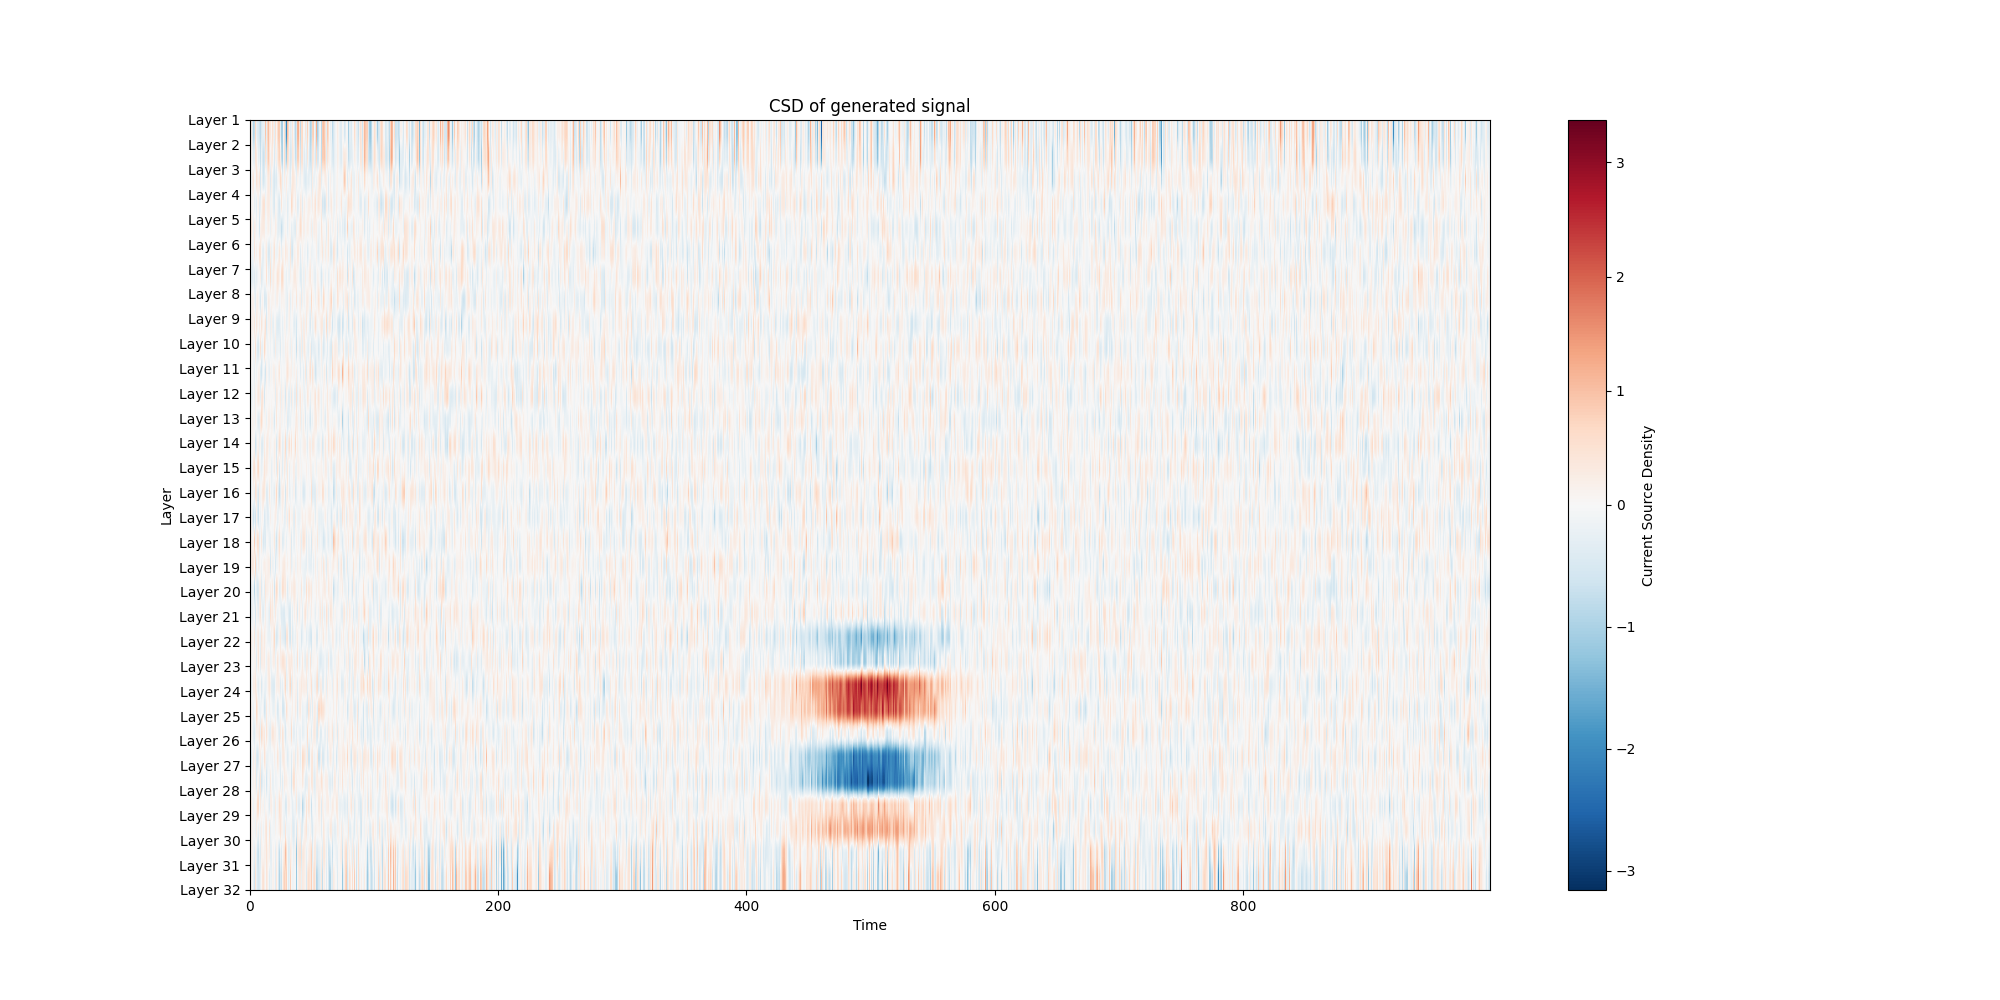 CSD of generated signal
Layer 1
Layer 2
Layer 3
Layer 4
Layer 5
Layer 6
Layer 7
Layer 8
Layer 9
Layer 10
Layer 11
Layer 12
Layer 13
Layer 14
Layer 15
Layer 16
Layer 17
Layer 18
Layer 19
Layer 20
Layer 21
Layer 22
Layer 23
Layer 24
Layer 25
Layer 26
Layer 27
Layer 28
Layer 29
Layer 30
Layer 31
Layer 32
Layer
0 200 400 600 800
Time
3
2
1
0
−1
−2
−3
Current Source Density